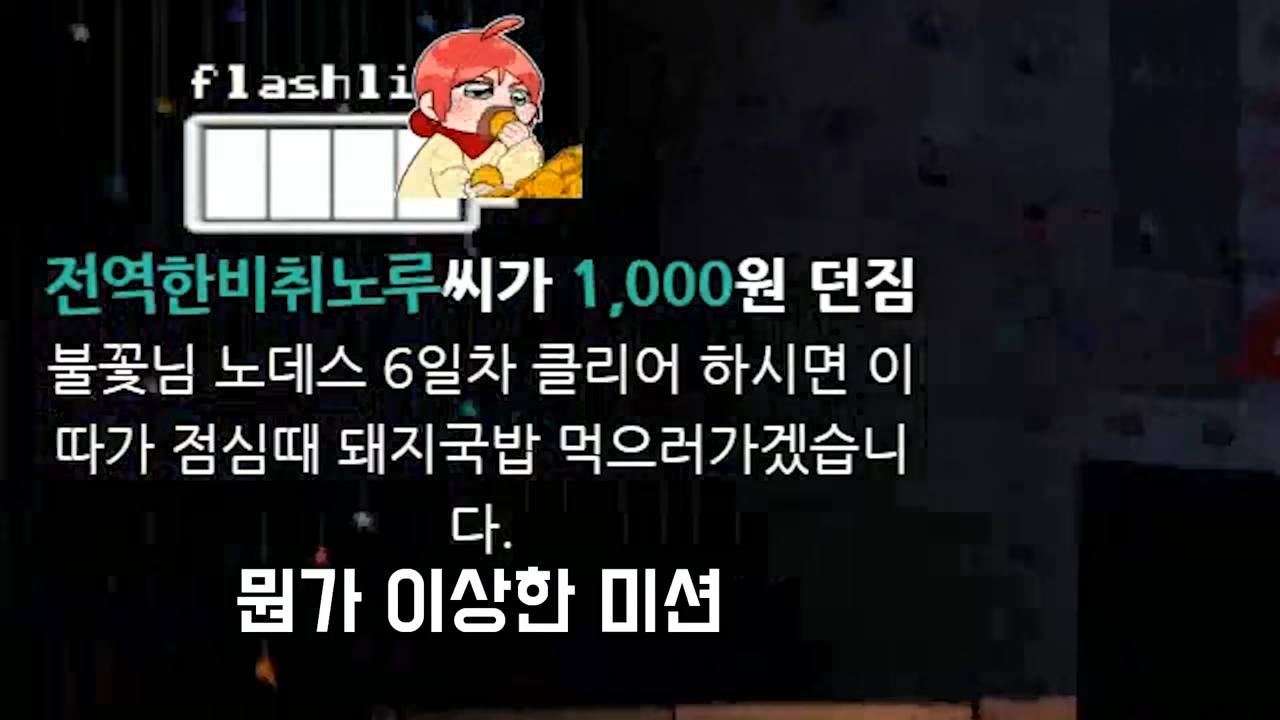 flashli
전역한비취노루씨가 1,000원 던짐
불꽃님 노데스 6일차 클리어 하시면 이
따가 점심때 돼지국밥 먹으러가겠습니
다.
뭔가 이상한 미션